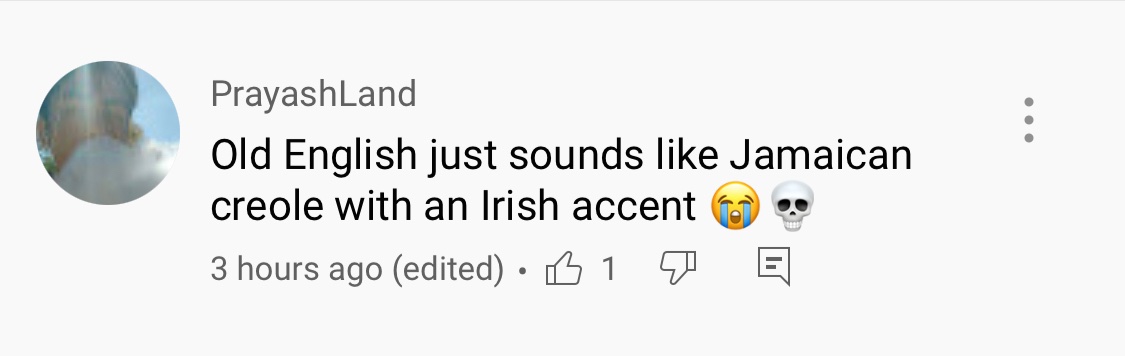 PrayashLand
Old English just sounds like Jamaican
creole with an Irish accent 😭💀
3 hours ago (edited) • 1